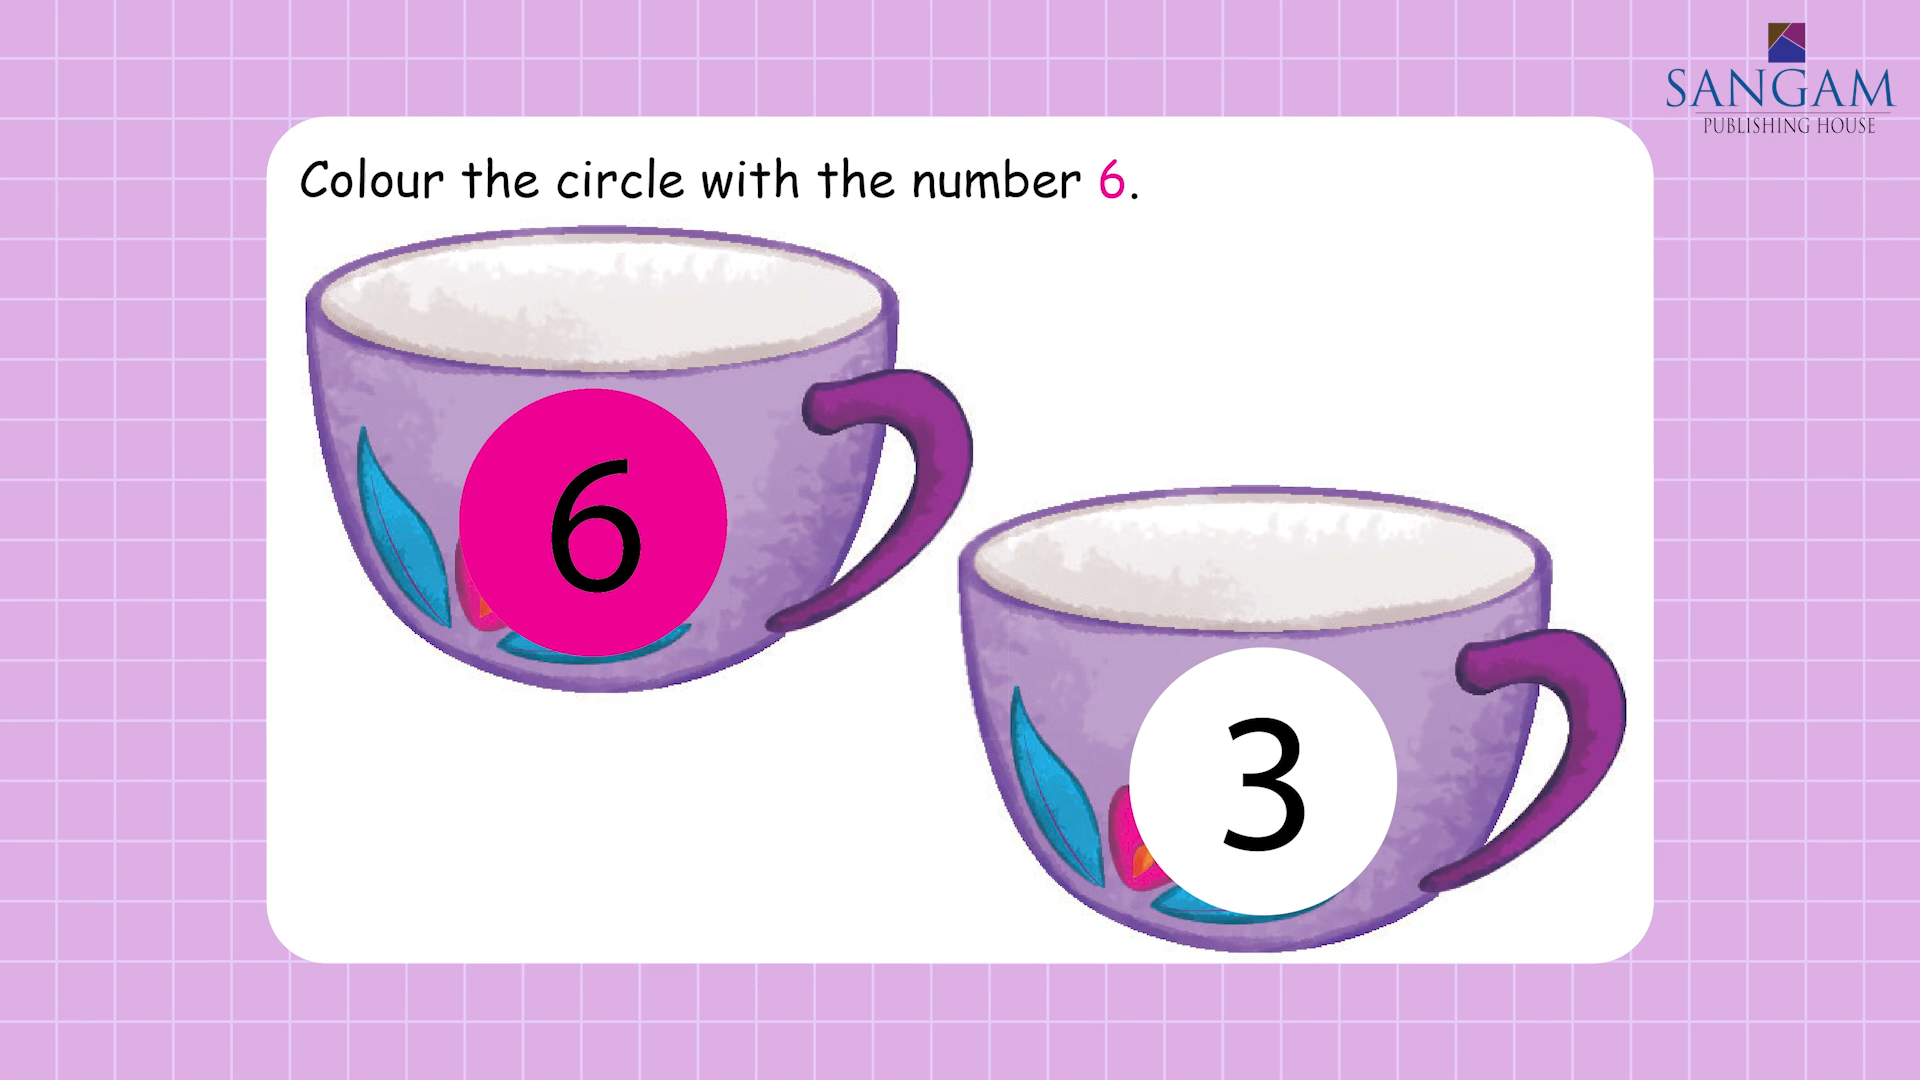 SANGAM
PUBLISHING HOUSE
Colour the circle with the number 6.
6
3